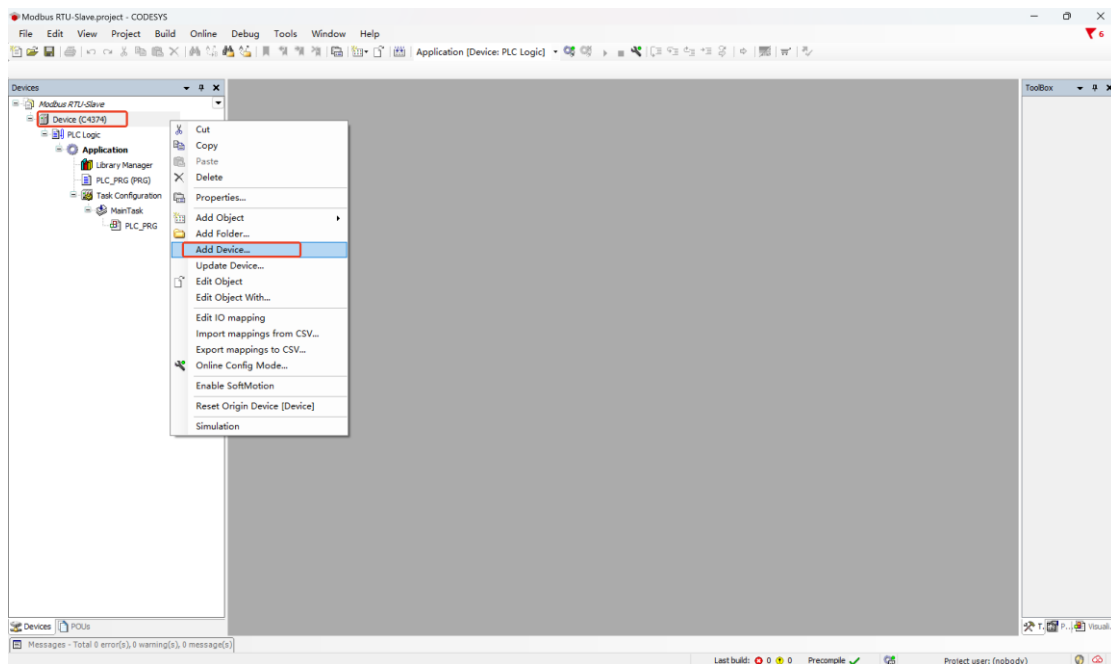 Modbus RTU-Slave.project - CODESYS
File Edit View Project Build Online Debug Tools Window Help
6
Application [Device: PLC Logic]
Devices
ToolBox
Modbus RTU-Slave
Device (C4374)
PLC Logic
Application
Library Manager
PLC_PRG (PRG)
Task Configuration
MainTask
PLC_PRG
Cut
Copy
Paste
Delete
Properties...
Add Object
Add Folder...
Add Device...
Update Device...
Edit Object
Edit Object With...
Edit IO mapping
Import mappings from CSV...
Export mappings to CSV...
Online Config Mode...
Enable SoftMotion
Reset Origin Device [Device]
Simulation
Devices POUs
T. P... Visuali.
Messages - Total 0 error(s), 0 warning(s), 0 message(s)
Last build: 0 0 Precompile Project user: (nobody)